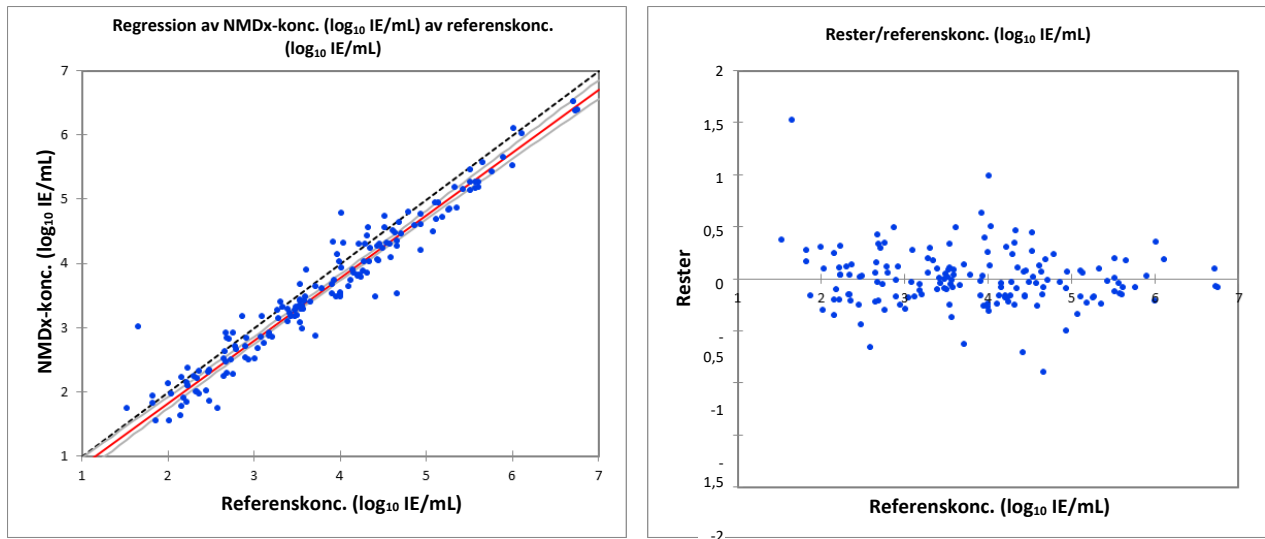 Regression av NMDx-konc. (log₁₀ IE/mL) av referenskonc.
(log₁₀ IE/mL)
7
6
5
4
3
2
1
NMDx-konc. (log₁₀ IE/mL)
1 2 3 4 5 6 7
Referenskonc. (log₁₀ IE/mL)
Rester/referenskonc. (log₁₀ IE/mL)
2
1,5
1
0,5
0
-
0,5
-1
-
1,5
-2
Rester
1 2 3 4 5 6 7
Referenskonc. (log₁₀ IE/mL)